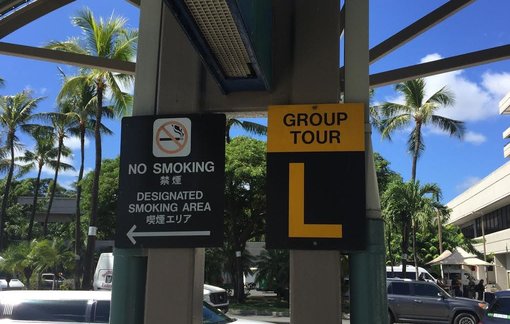 NO SMOKING
禁煙
DESIGNATED
SMOKING AREA
喫煙エリア
GROUP
TOUR
L